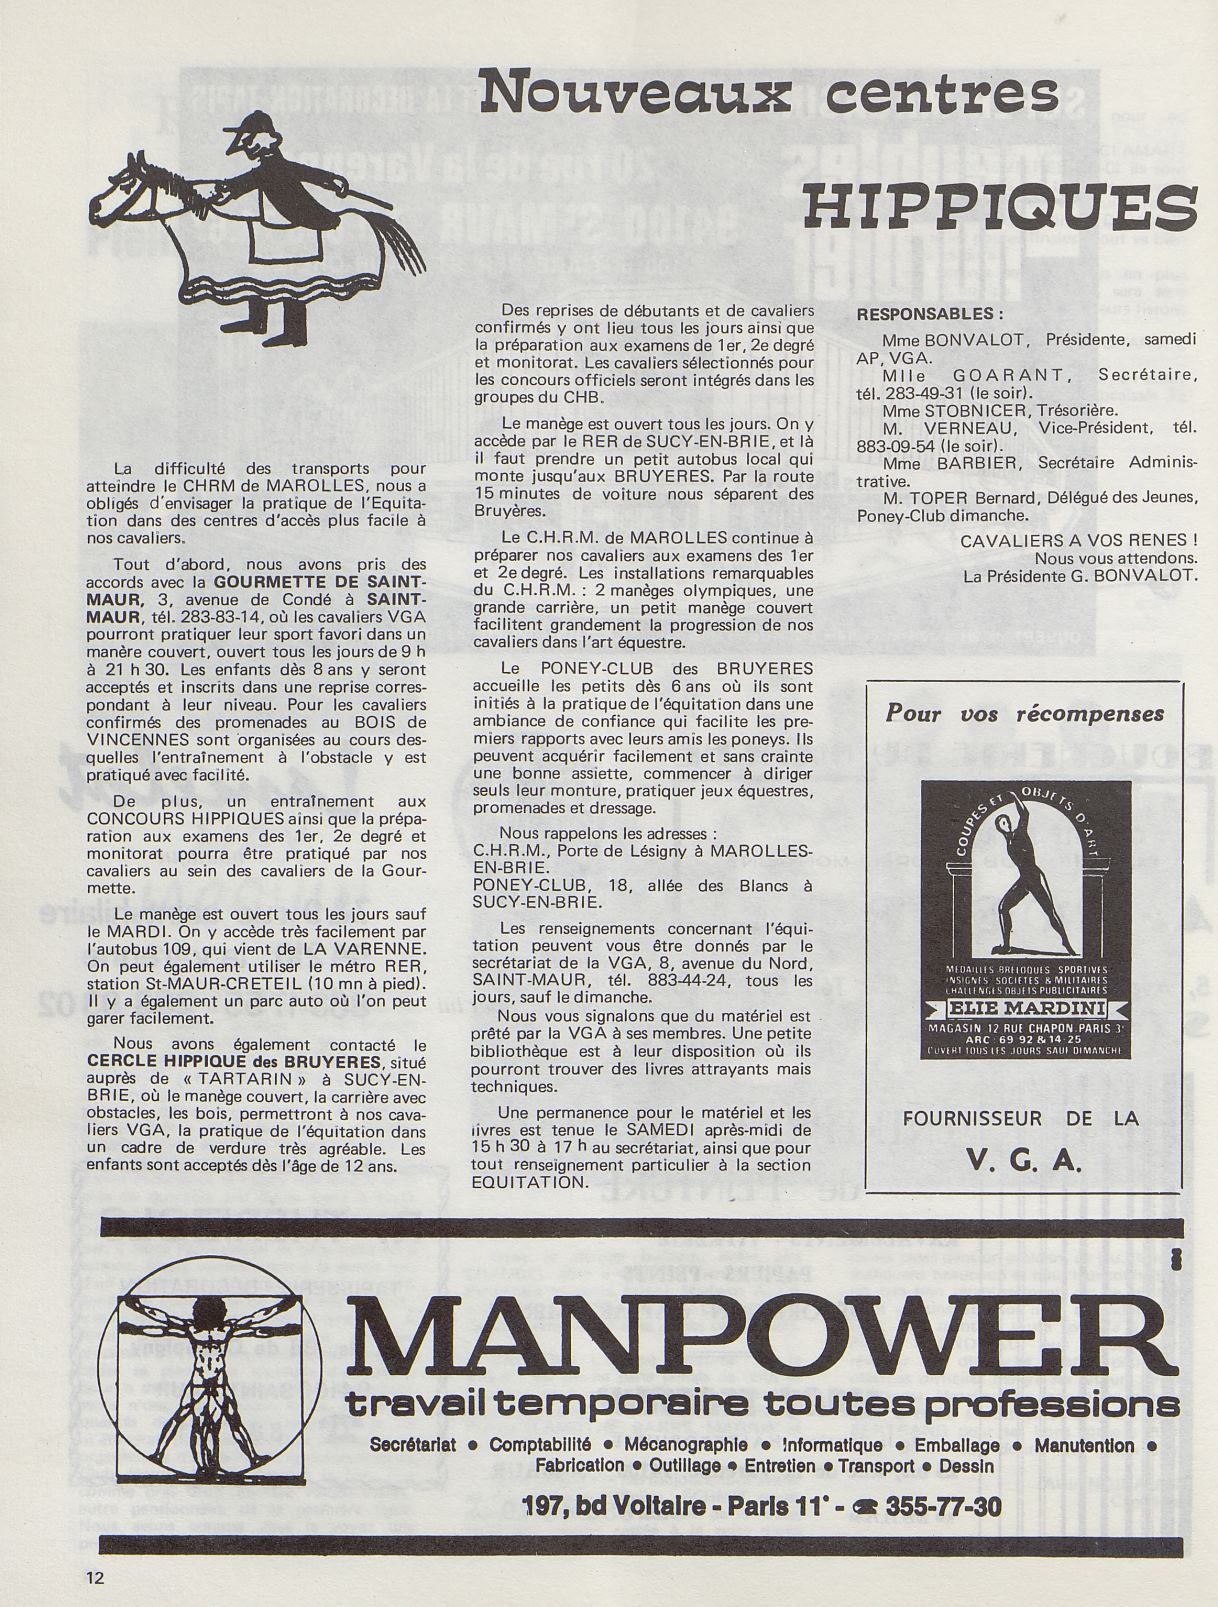 Nouveaux centres
HIPPIQUES
La difficulté des transports pour
atteindre le CHRM de MAROLLES, nous a
obligés d'envisager la pratique de l'Equita-
tion dans des centres d'accès plus facile à
nos cavaliers.
Tout d'abord, nous avons pris des
accords avec la GOURMETTE DE SAINT-
MAUR, 3, avenue de Condé à SAINT-
MAUR, tél. 283-83-14, où les cavaliers VGA
pourront pratiquer leur sport favori dans un
manère couvert, ouvert tous les jours de 9 h
à 21 h 30. Les enfants dès 8 ans y seront
acceptés et inscrits dans une reprise corres-
pondant à leur niveau. Pour les cavaliers
confirmés des promenades au BOIS de
VINCENNES sont organisées au cours des-
quelles l'entraînement à l'obstacle y est
pratiqué avec facilité.
De plus, un entraînement aux
CONCOURS HIPPIQUES ainsi que la prépa-
ration aux examens des 1er, 2e degré et
monitorat pourra être pratiqué par nos
cavaliers au sein des cavaliers de la Gour-
mette.
Le manège est ouvert tous les jours sauf
le MARDI. On y accède très facilement par
l'autobus 109, qui vient de LA VARENNE.
On peut également utiliser le métro RER,
station St-MAUR-CRETEIL (10 mn à pied).
Il y a également un parc auto où l'on peut
garer facilement.
Nous avons également contacté le
CERCLE HIPPIQUE des BRUYERES, situé
auprès de « TARTARIN » à SUCY-EN-
BRIE, où le manège couvert, la carrière avec
obstacles, les bois, permettront à nos cava-
liers VGA, la pratique de l'équitation dans
un cadre de verdure très agréable. Les
enfants sont acceptés dès l'âge de 12 ans.
Des reprises de débutants et de cavaliers
confirmés y ont lieu tous les jours ainsi que
la préparation aux examens de 1er, 2e degré
et monitorat. Les cavaliers sélectionnés pour
les concours officiels seront intégrés dans les
groupes du CHB.
Le manège est ouvert tous les jours. On y
accède par le RER de SUCY-EN-BRIE, et là
il faut prendre un petit autobus local qui
monte jusqu'aux BRUYERES. Par la route
15 minutes de voiture nous séparent des
Bruyères.
Le C.H.R.M. de MAROLLES continue à
préparer nos cavaliers aux examens des 1er
et 2e degré. Les installations remarquables
du C.H.R.M. : 2 manèges olympiques, une
grande carrière, un petit manège couvert
facilitent grandement la progression de nos
cavaliers dans l'art équestre.
Le PONEY-CLUB des BRUYERES
accueille les petits dès 6 ans où ils sont
initiés à la pratique de l'équitation dans une
ambiance de confiance qui facilite les pre-
miers rapports avec leurs amis les poneys. Ils
peuvent acquérir facilement et sans crainte
une bonne assiette, commencer à diriger
seuls leur monture, pratiquer jeux équestres,
promenades et dressage.
Nous rappelons les adresses :
C.H.R.M., Porte de Lésigny à MAROLLES-
EN-BRIE.
PONEY-CLUB, 18, allée des Blancs à
SUCY-EN-BRIE.
Les renseignements concernant l'équi-
tation peuvent vous être donnés par le
secrétariat de la VGA, 8, avenue du Nord,
SAINT-MAUR, tél. 883-44-24, tous les
jours, sauf le dimanche.
Nous vous signalons que du matériel est
prêté par la VGA à ses membres. Une petite
bibliothèque est à leur disposition où ils
pourront trouver des livres attrayants mais
techniques.
Une permanence pour le matériel et les
livres est tenue le SAMEDI après-midi de
15 h 30 à 17 h au secrétariat, ainsi que pour
tout renseignement particulier à la section
EQUITATION.
RESPONSABLES :
Mme BONVALOT, Présidente, samedi
AP, VGA.
Mlle GOARANT, Secrétaire,
tél. 283-49-31 (le soir).
Mme STOBNICER, Trésorière.
M. VERNEAU, Vice-Président, tél.
883-09-54 (le soir).
Mme BARBIER, Secrétaire Adminis-
trative.
M. TOPER Bernard, Délégué des Jeunes,
Poney-Club dimanche.
CAVALIERS A VOS RENES !
Nous vous attendons.
La Présidente G. BONVALOT.
Pour vos récompenses
COUPES ET OBJETS D'ART
MEDAILLES BRELOQUES SPORTIVES
INSIGNES SOCIETES & MILITAIRES
CHALLENGES OBJETS PUBLICITAIRES
ELIE MARDINI
MAGASIN 12 RUE CHAPON PARIS 3e
ARC 69 92 & 14 25
OUVERT TOUS LES JOURS SAUF DIMANCHE
FOURNISSEUR DE LA
V. G. A.
MANPOWER
travail temporaire toutes professions
Secrétariat • Comptabilité • Mécanographie • Informatique • Emballage • Manutention •
Fabrication • Outillage • Entretien • Transport • Dessin
197, bd Voltaire - Paris 11e - ☎ 355-77-30
12